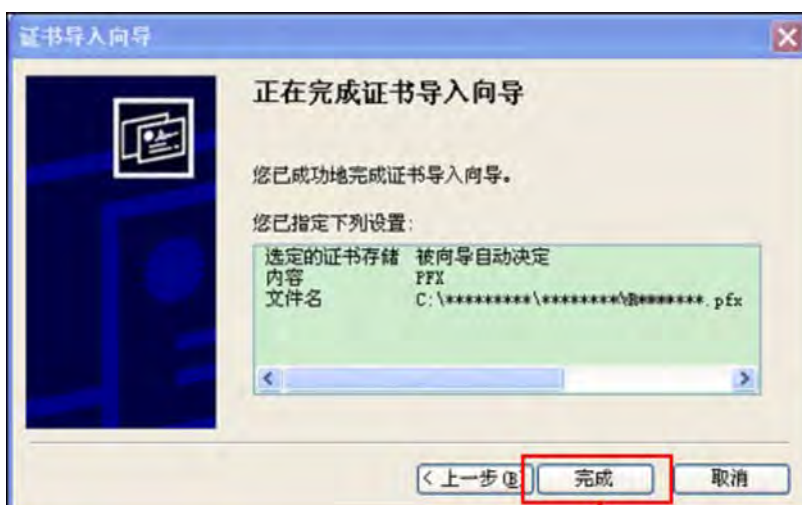 证书导入向导
正在完成证书导入向导
您已成功地完成证书导入向导。
您已指定下列设置:
选定的证书存储 被向导自动决定
内容 PFX
文件名 C:\*********\********\R*******.pfx
<上一步(B) 完成 取消